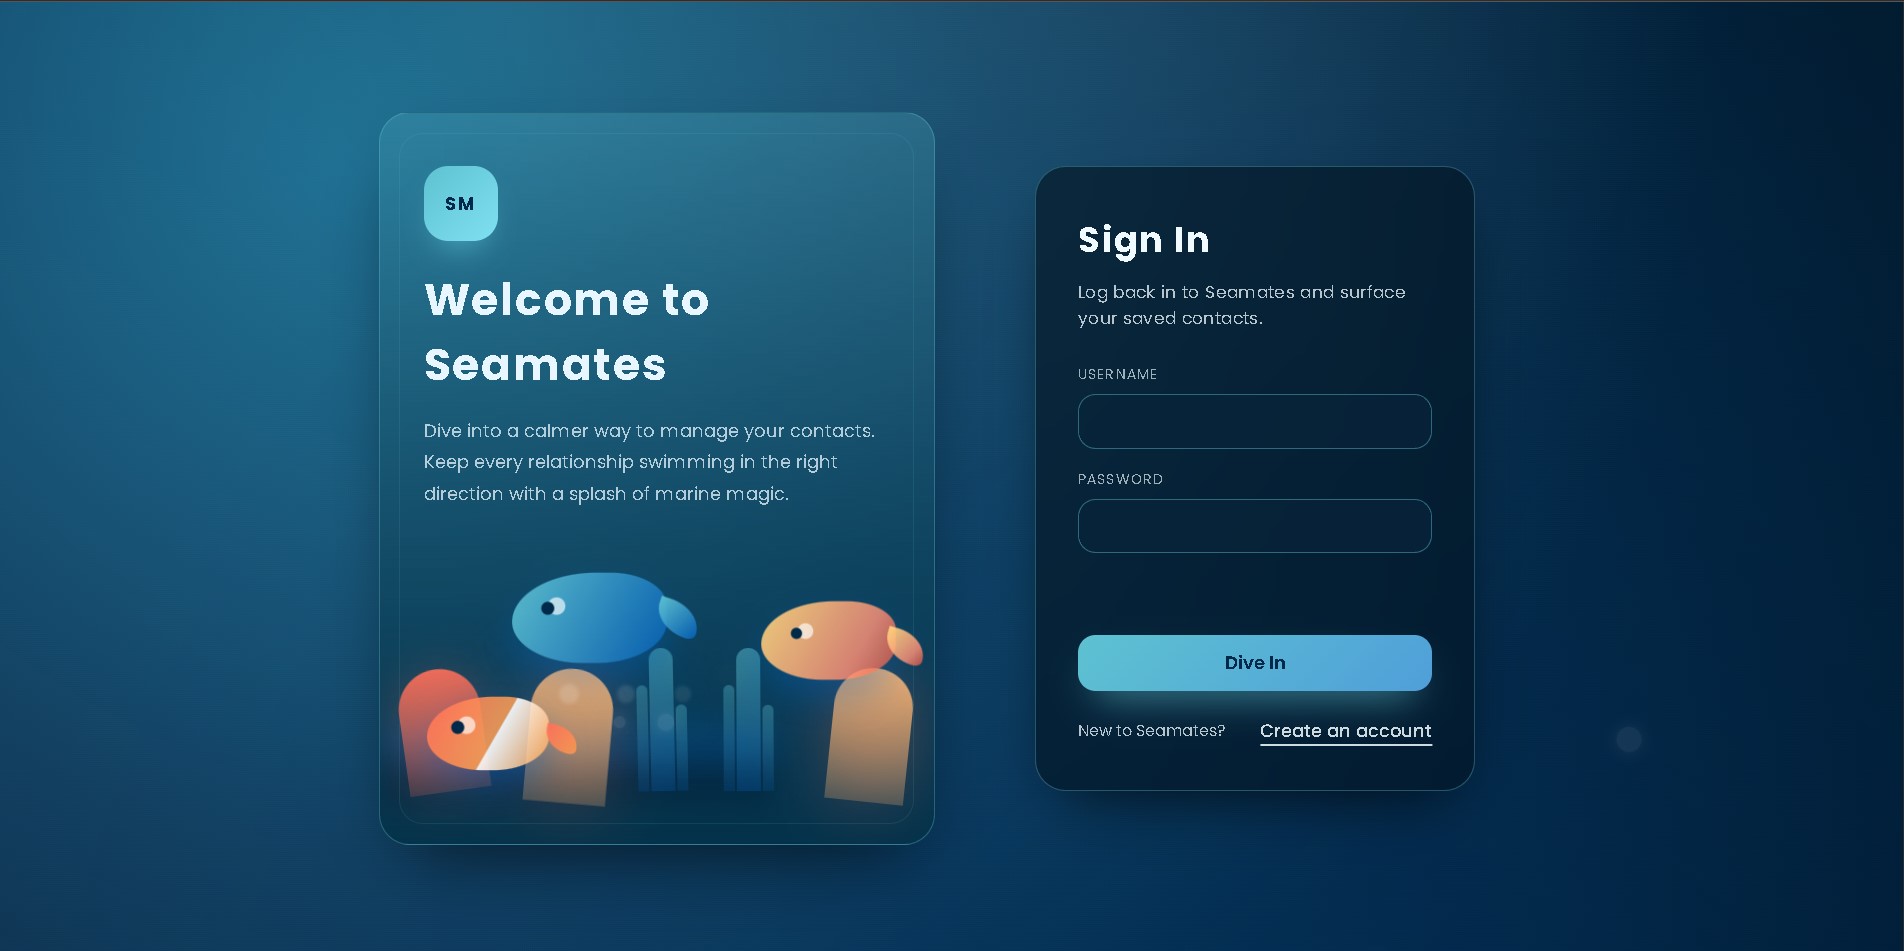 SM
Welcome to
Seamates
Dive into a calmer way to manage your contacts.
Keep every relationship swimming in the right
direction with a splash of marine magic.
Sign In
Log back in to Seamates and surface
your saved contacts.
USERNAME
PASSWORD
Dive In
New to Seamates? Create an account